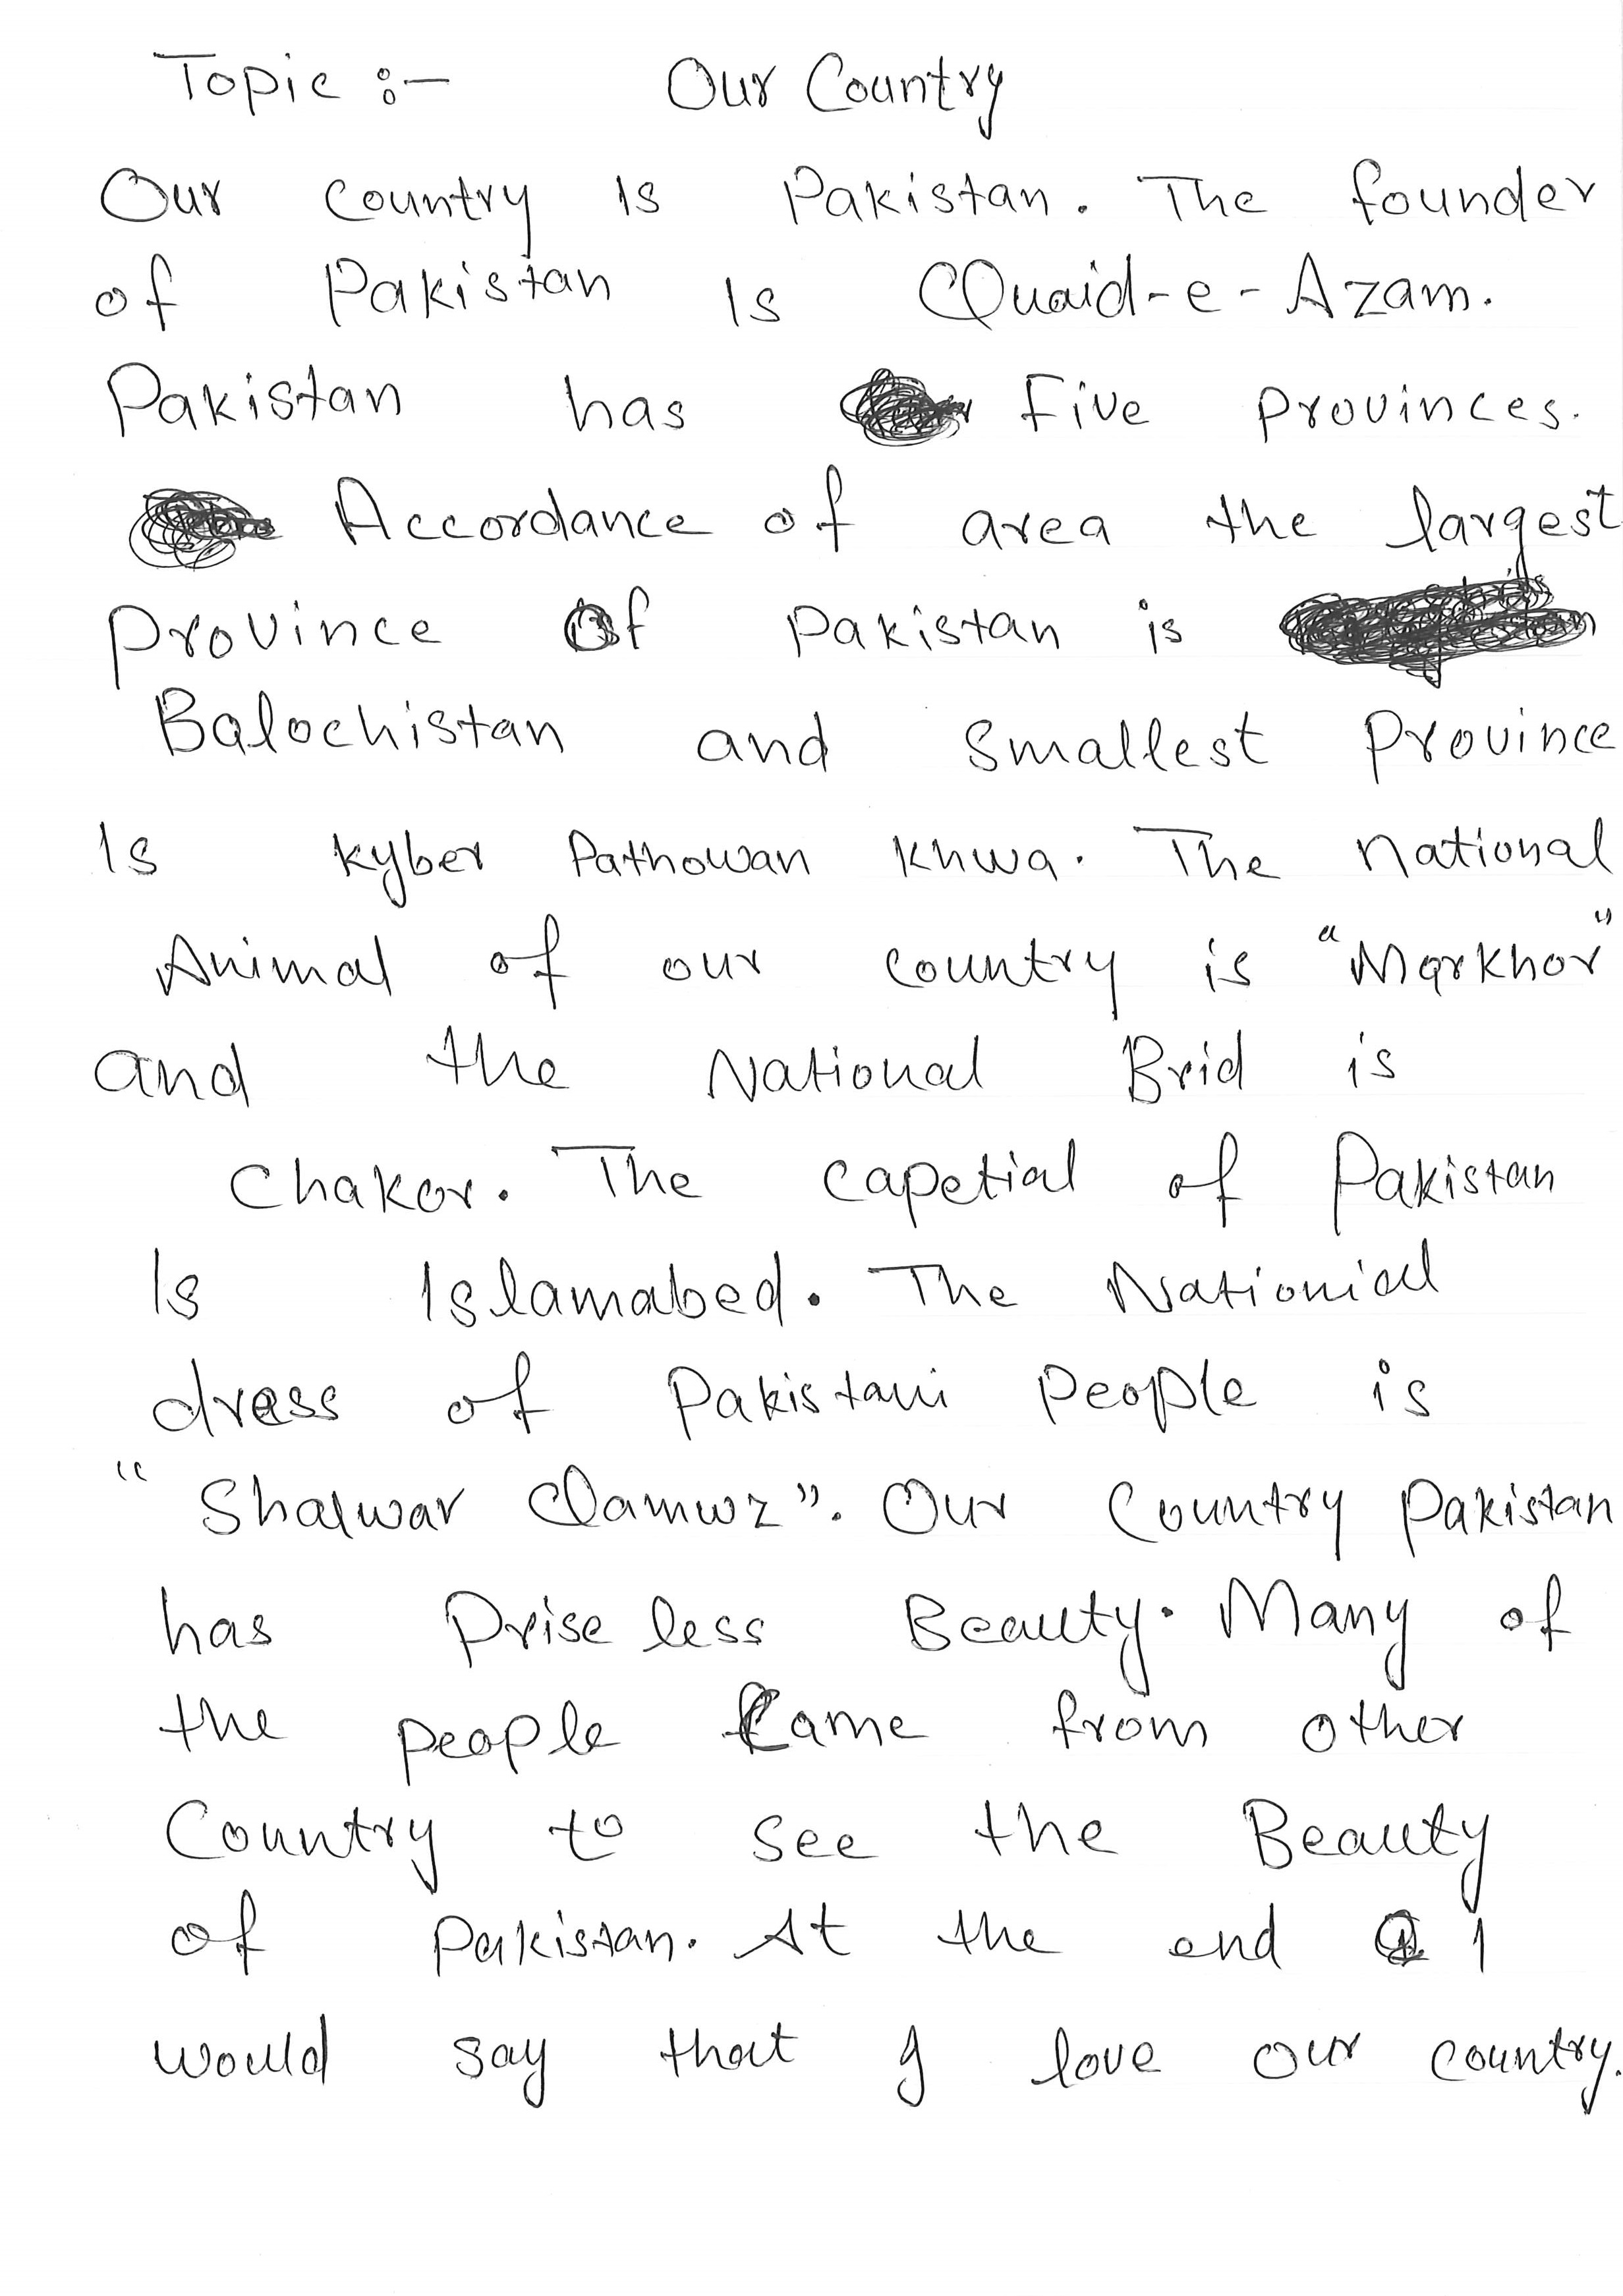 Topic :- Our Country
Our country is Pakistan. The founder
of Pakistan Is Quaid-e-Azam.
Pakistan has Five provinces.
Accordance of area the largest
province Of Pakistan is
Balochistan and smallest province
Is kyber Pathowan khwa. The national
Animal of our country is "Markhor"
and the National Brid is
Chakor. The capetial of Pakistan
Is Islamabed. The Nationial
dress of Pakistani People is
"Shalwar Qamwz". Our Country Pakistan
has Priseless Beauty. Many of
the people Came from other
Country to see the Beauty
of Pakistan. At the end I
would say that I love our country.